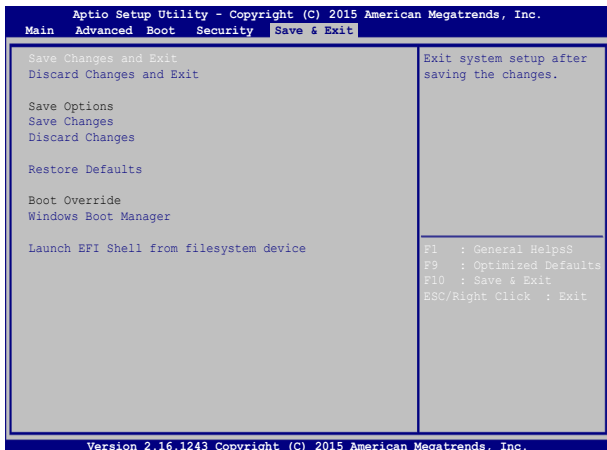 Aptio Setup Utility - Copyright (C) 2015 American Megatrends, Inc.
Main Advanced Boot Security Save & Exit
Save Changes and Exit
Discard Changes and Exit
Save Options
Save Changes
Discard Changes
Restore Defaults
Boot Override
Windows Boot Manager
Launch EFI Shell from filesystem device
Exit system setup after
saving the changes.
F1 : General HelpsS
F9 : Optimized Defaults
F10 : Save & Exit
ESC/Right Click : Exit
Version 2.16.1243 Copyright (C) 2015 American Megatrends, Inc.